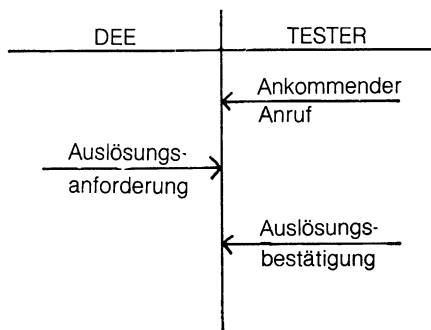 DEE TESTER
Ankommender
Anruf
Auslösungs-
anforderung
Auslösungs-
bestätigung